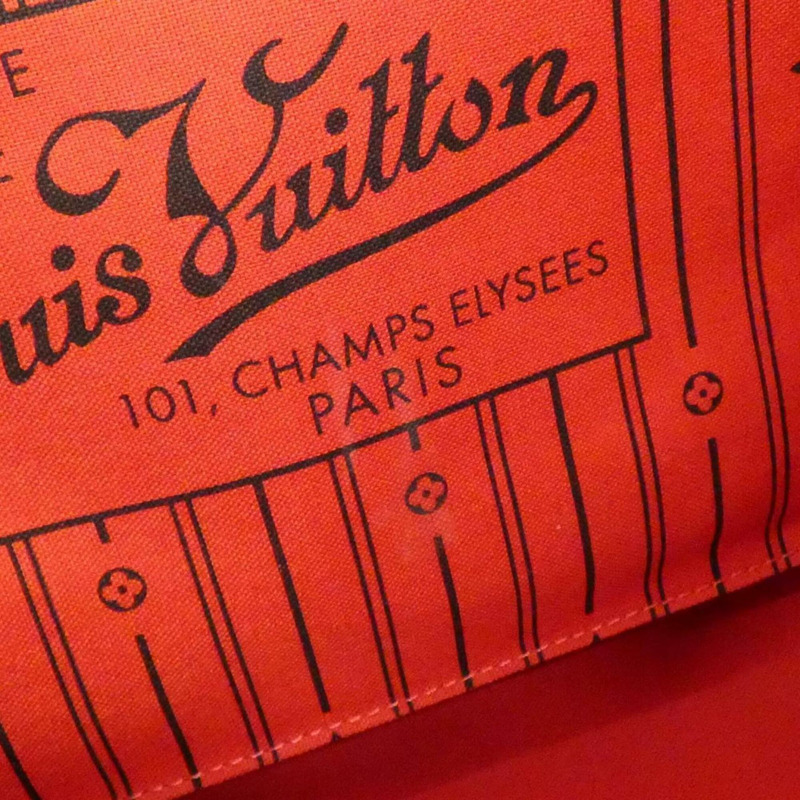 E
uis Vuitton
101, CHAMPS ELYSEES
PARIS